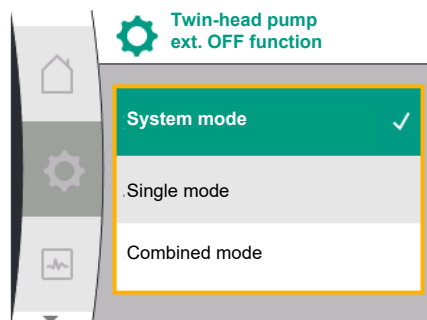 Twin-head pump
ext. OFF function
System mode
Single mode
Combined mode